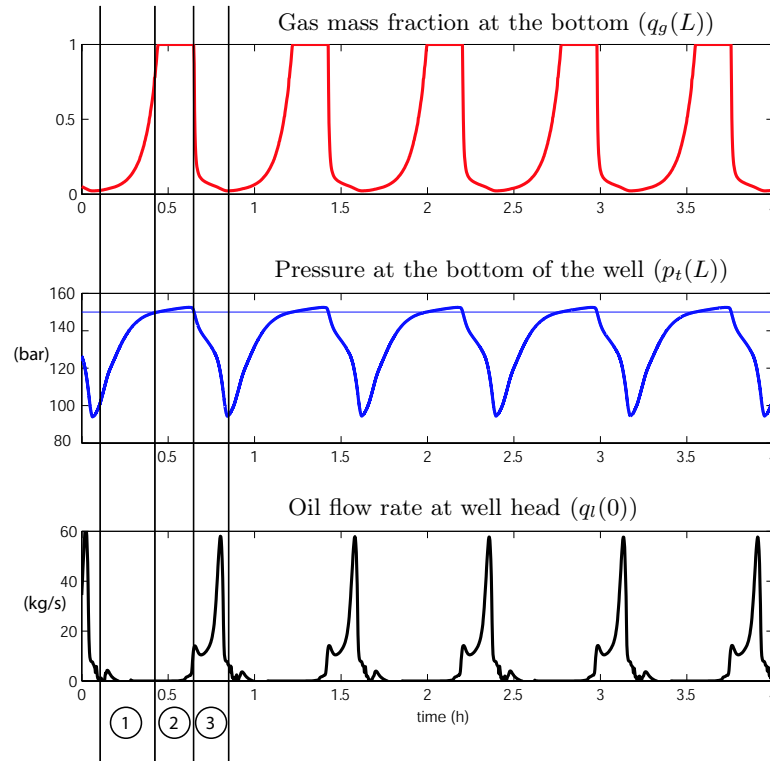 Gas mass fraction at the bottom (q_g(L))
1
0.5
0
0 0.5 1 1.5 2 2.5 3 3.5 4
Pressure at the bottom of the well (p_t(L))
160
140
(bar)
120
100
80
0.5 1 1.5 2 2.5 3 3.5
Oil flow rate at well head (q_l(0))
60
40
(kg/s)
20
0
0 0.5 1 1.5 2 2.5 3 3.5 4
1 2 3
time (h)